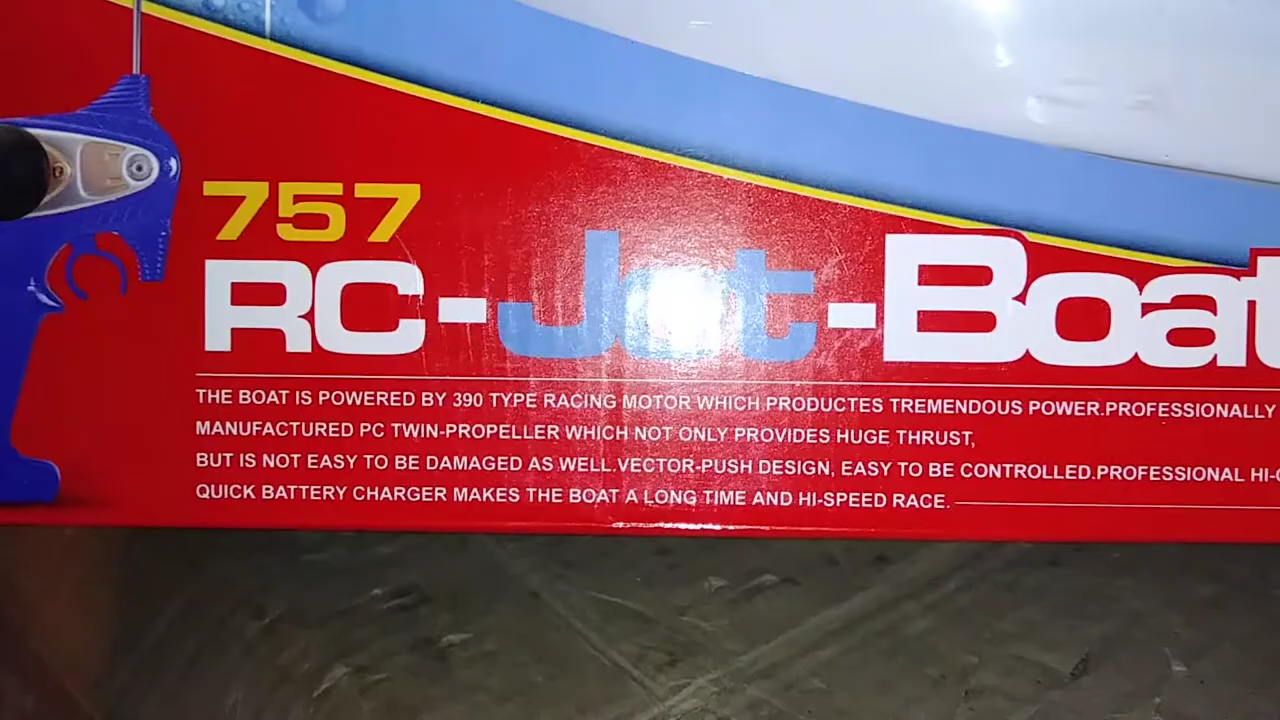 757
RC-Jet-Boat
THE BOAT IS POWERED BY 390 TYPE RACING MOTOR WHICH PRODUCTES TREMENDOUS POWER.PROFESSIONALLY
MANUFACTURED PC TWIN-PROPELLER WHICH NOT ONLY PROVIDES HUGE THRUST,
BUT IS NOT EASY TO BE DAMAGED AS WELL.VECTOR-PUSH DESIGN, EASY TO BE CONTROLLED.PROFESSIONAL
QUICK BATTERY CHARGER MAKES THE BOAT A LONG TIME AND HI-SPEED RACE.